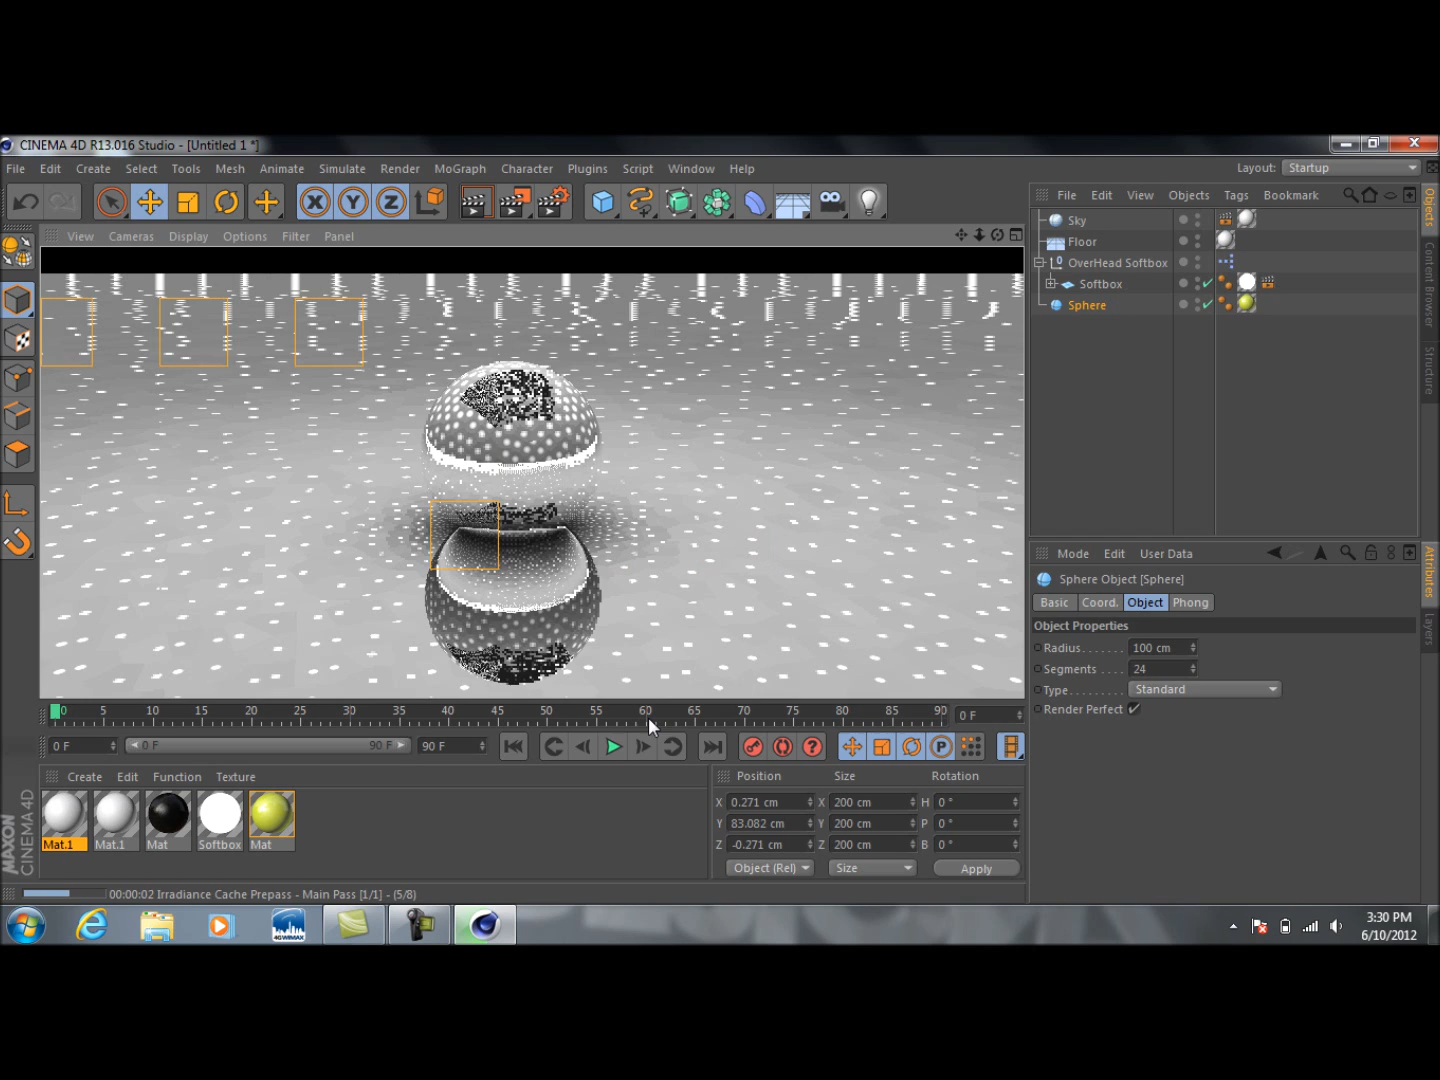 CINEMA 4D R13.016 Studio - [Untitled 1 *]
File Edit Create Select Tools Mesh Animate Simulate Render MoGraph Character Plugins Script Window Help
Layout: Startup
X Y Z
File Edit View Objects Tags Bookmark
View Cameras Display Options Filter Panel
Sky
Floor
OverHead Softbox
Softbox
Sphere
Objects
Content Browser
Structure
Mode Edit User Data
Sphere Object [Sphere]
Basic Coord. Object Phong
Object Properties
Radius....... 100 cm
Segments .... 24
Type........ Standard
Render Perfect
Attributes
Layers
0 5 10 15 20 25 30 35 40 45 50 55 60 65 70 75 80 85 90 0 F
0 F 0 F 90 F 90 F
P
Create Edit Function Texture
Mat.1 Mat.1 Mat Softbox Mat
Position Size Rotation
X 0.271 cm X 200 cm H 0 °
Y 83.082 cm Y 200 cm P 0 °
Z -0.271 cm Z 200 cm B 0 °
Object (Rel) Size Apply
MAXON
CINEMA 4D
00:00:02 Irradiance Cache Prepass - Main Pass [1/1] - (5/8)
4GWIMAX
3:30 PM
6/10/2012